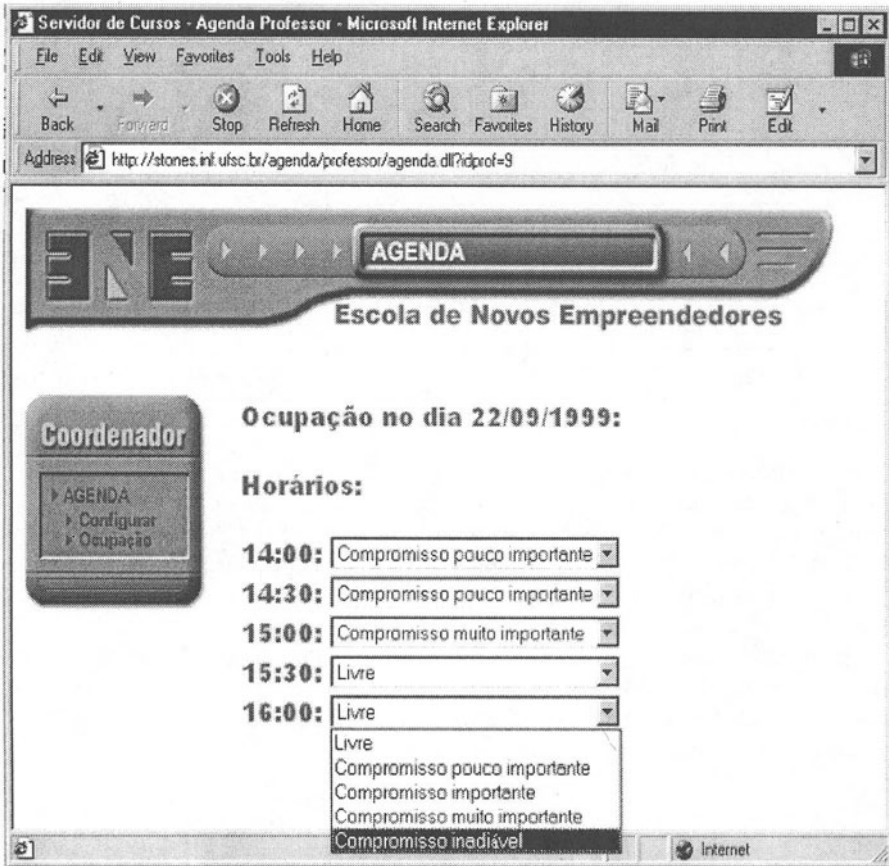 Servidor de Cursos - Agenda Professor - Microsoft Internet Explorer
File Edit View Favorites Tools Help
Back Forward Stop Refresh Home Search Favorites History Mail Print Edit
Address http://stones.inf.ufsc.br/agenda/professor/agenda.dll?idprof=9
ENE AGENDA
Escola de Novos Empreendedores
Coordenador
AGENDA
Configurar
Ocupação
Ocupação no dia 22/09/1999:
Horários:
14:00: Compromisso pouco importante
14:30: Compromisso pouco importante
15:00: Compromisso muito importante
15:30: Livre
16:00: Livre
Livre
Compromisso pouco importante
Compromisso importante
Compromisso muito importante
Compromisso inadiável
Internet